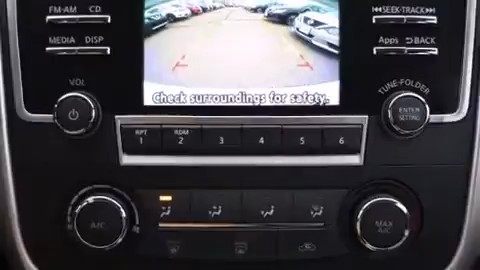 FM·AM CD
MEDIA DISP
SEEK·TRACK
Apps BACK
Check surroundings for safety.
VOL
TUNE·FOLDER
ENTER
SETTING
RPT RDM
1 2 3 4 5 6
A/C
MAX
A/C